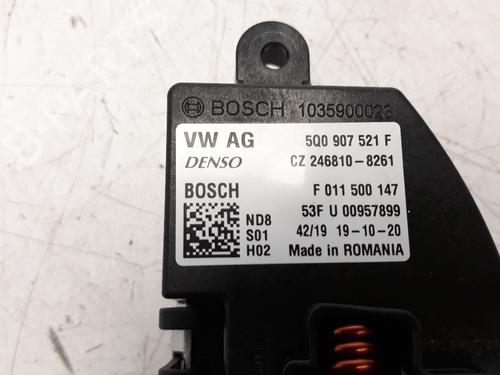 BOSCH 1035900023
VW AG 5Q0 907 521 F
DENSO CZ 246810-8261
BOSCH F 011 500 147
ND8 53F U 00957899
S01 42/19 19-10-20
H02 Made in ROMANIA